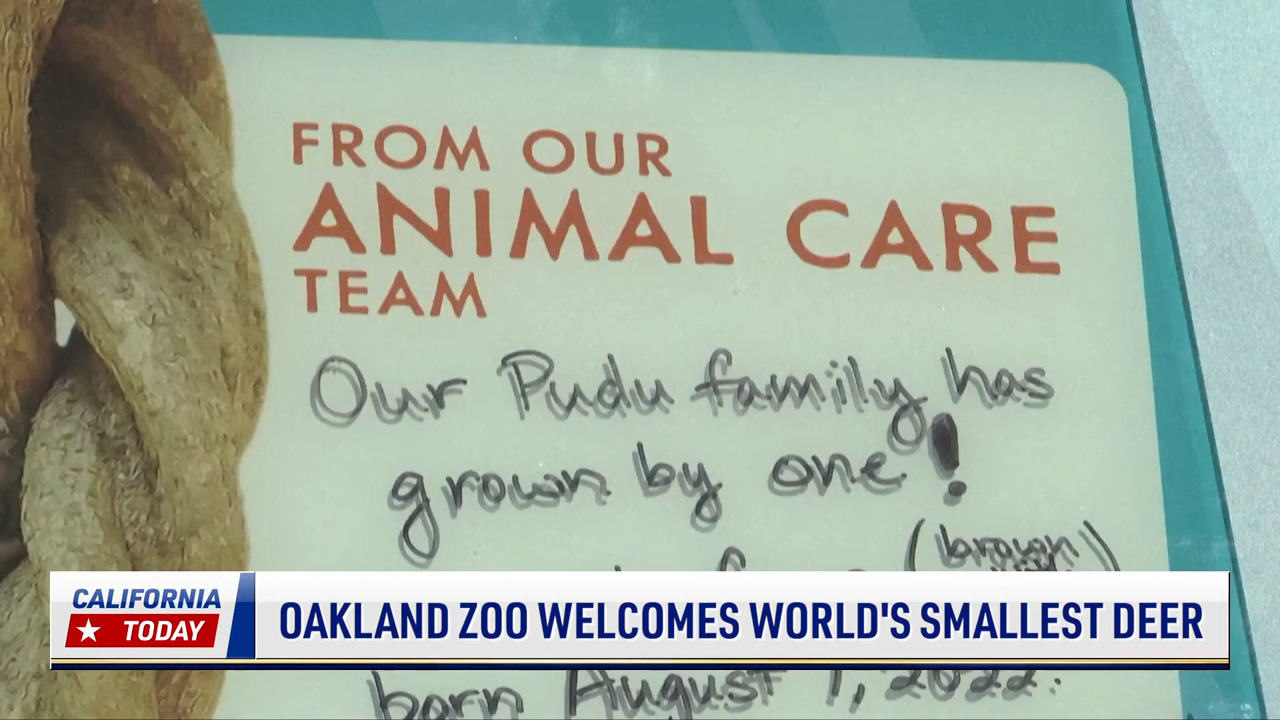 FROM OUR
ANIMAL CARE
TEAM
Our Pudu family has
grown by one!
(brown
CALIFORNIA
TODAY
OAKLAND ZOO WELCOMES WORLD'S SMALLEST DEER
born August 1, 2022.